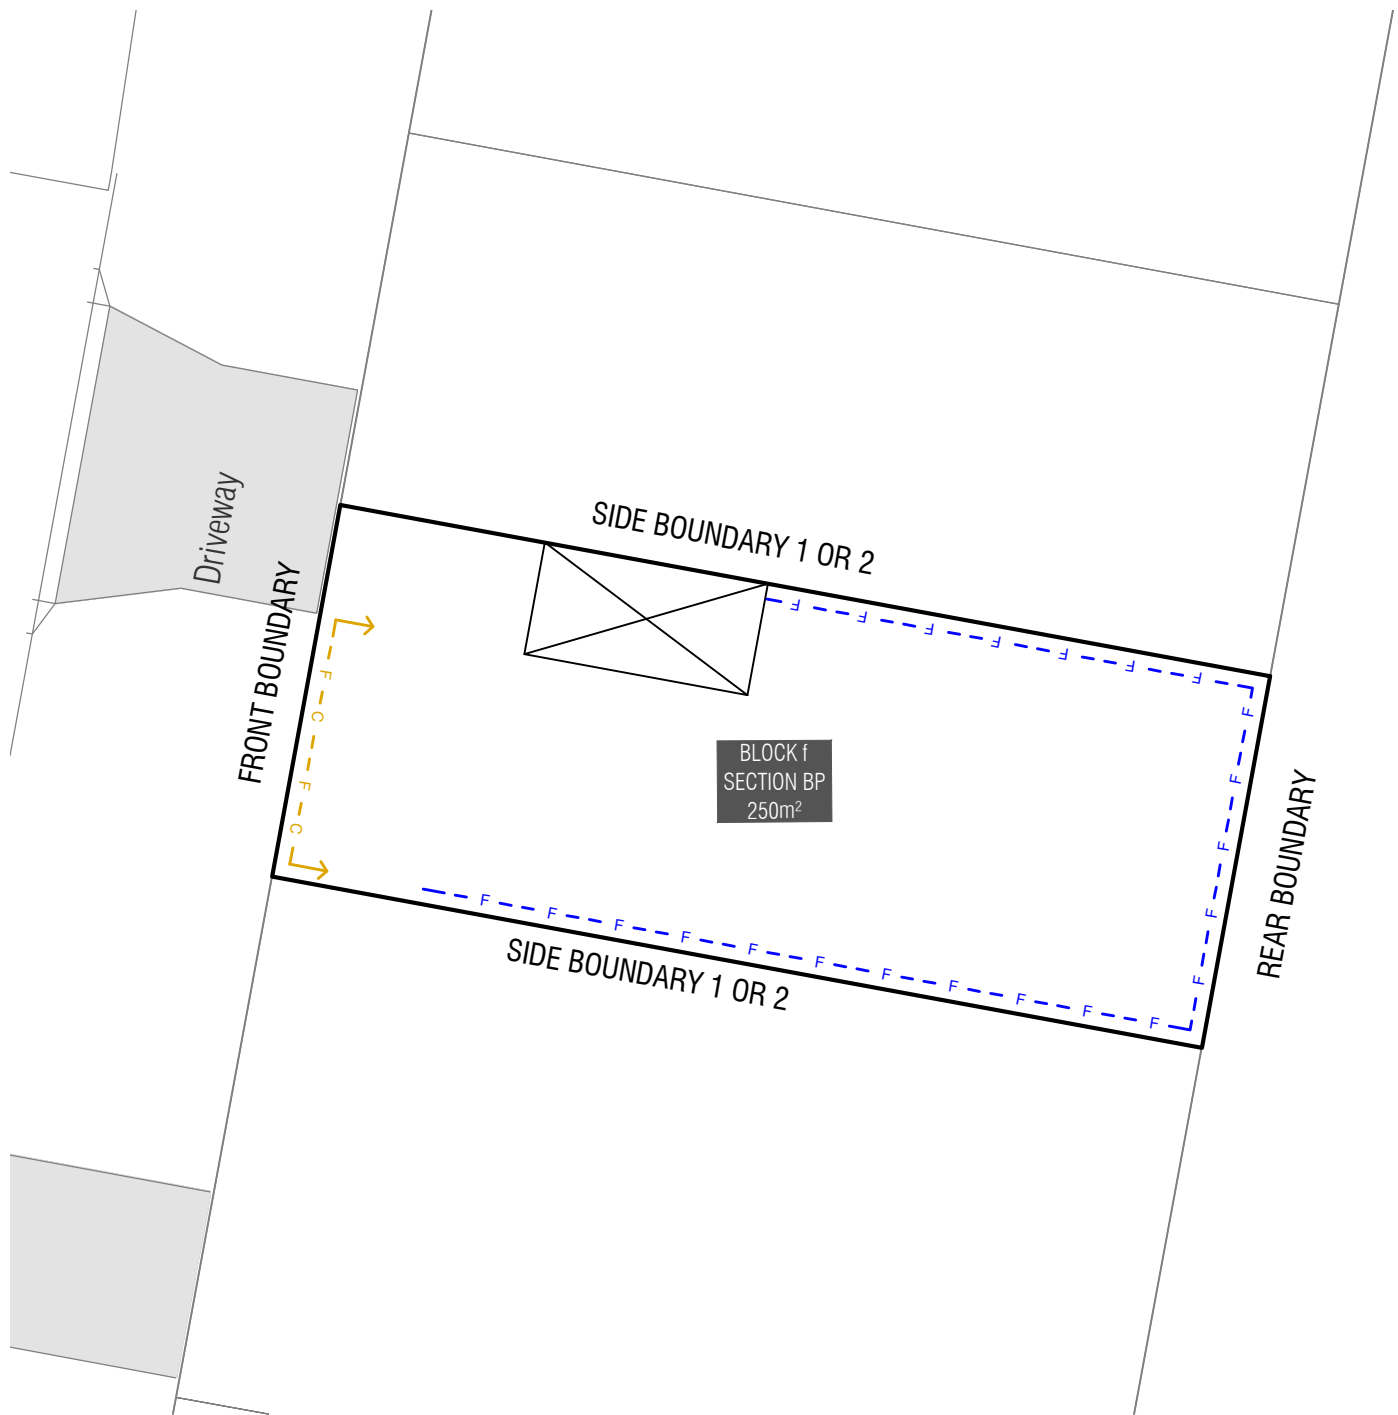 SIDE BOUNDARY 1 OR 2
Driveway
FRONT BOUNDARY
F F F F F F F
F C F C
BLOCK f
SECTION BP
250m²
F F F F F
REAR BOUNDARY
F F F F F F F F F F F
SIDE BOUNDARY 1 OR 2